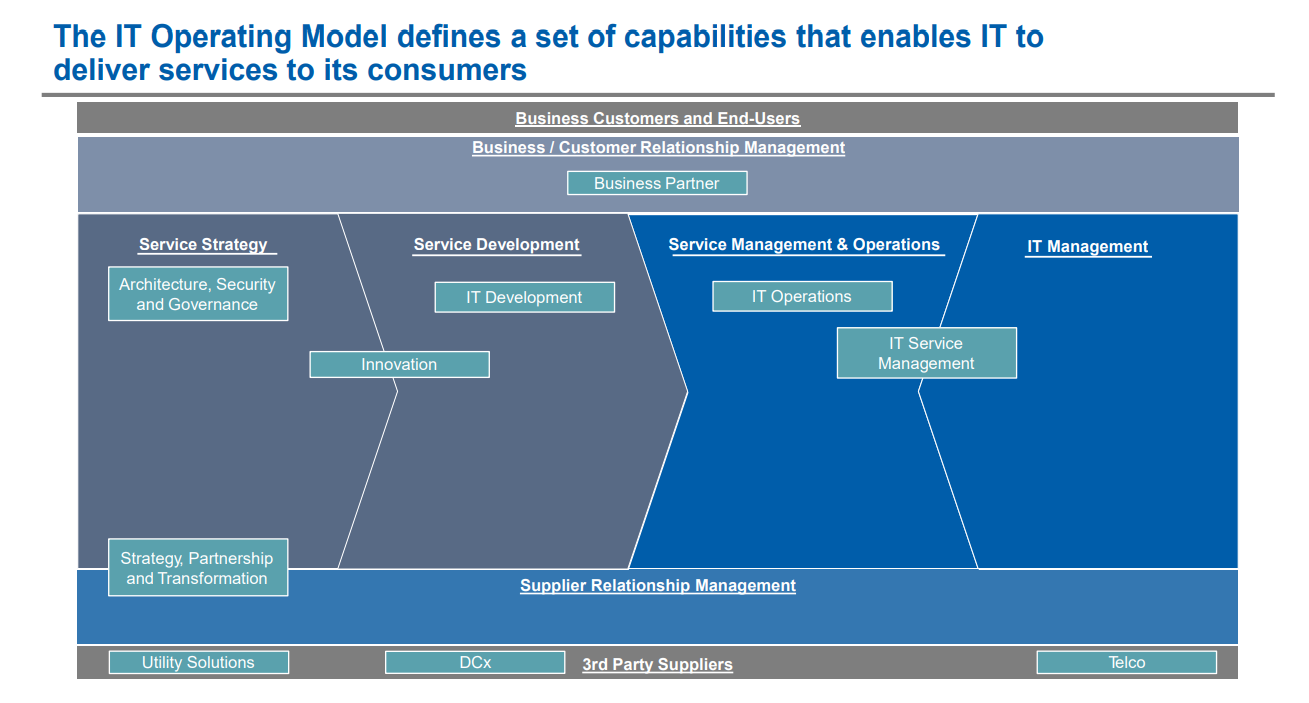 The IT Operating Model defines a set of capabilities that enables IT to
deliver services to its consumers
Business Customers and End-Users
Business / Customer Relationship Management
Business Partner
Service Strategy
Service Development
Service Management & Operations
IT Management
Architecture, Security
and Governance
IT Development
IT Operations
IT Service
Management
Innovation
Strategy, Partnership
and Transformation
Supplier Relationship Management
Utility Solutions
DCx
3rd Party Suppliers
Telco